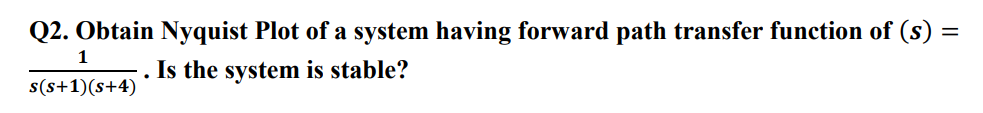 Q2. Obtain Nyquist Plot of a system having forward path transfer function of (s) =
1/s(s+1)(s+4) . Is the system is stable?